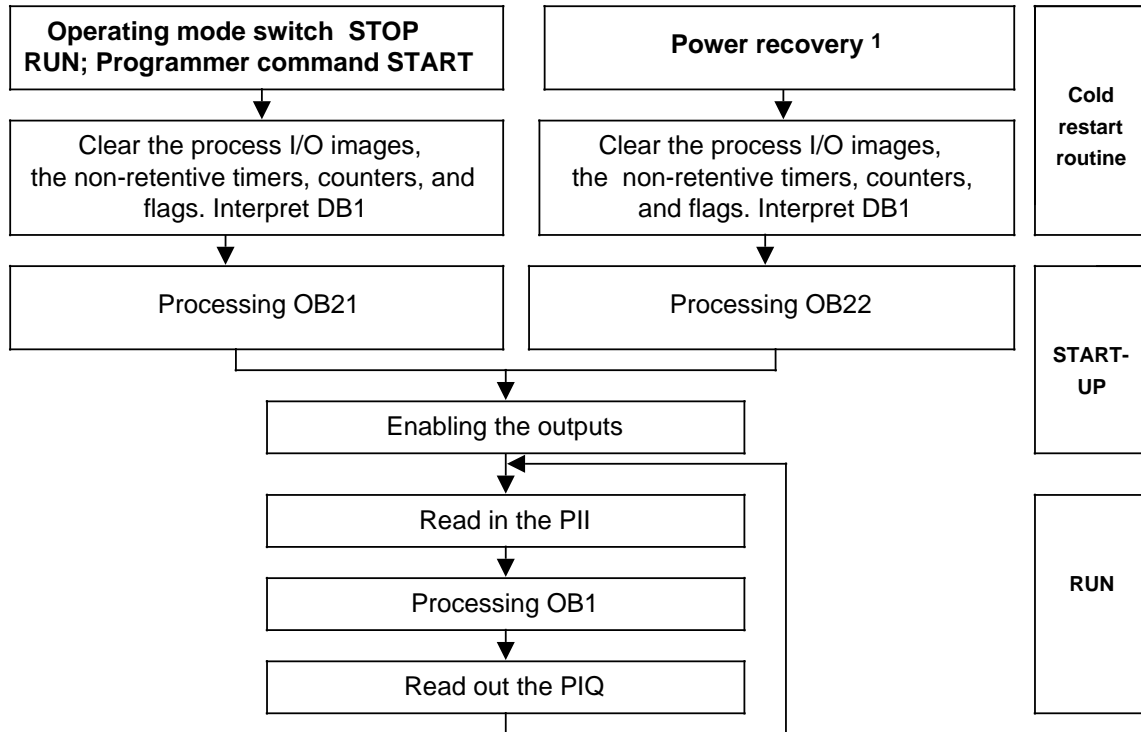 Operating mode switch STOP
RUN; Programmer command START
Power recovery 1
Cold
restart
routine
Clear the process I/O images,
the non-retentive timers, counters, and
flags. Interpret DB1
Clear the process I/O images,
the non-retentive timers, counters,
and flags. Interpret DB1
Processing OB21
Processing OB22
START-
UP
Enabling the outputs
Read in the PII
Processing OB1
RUN
Read out the PIQ